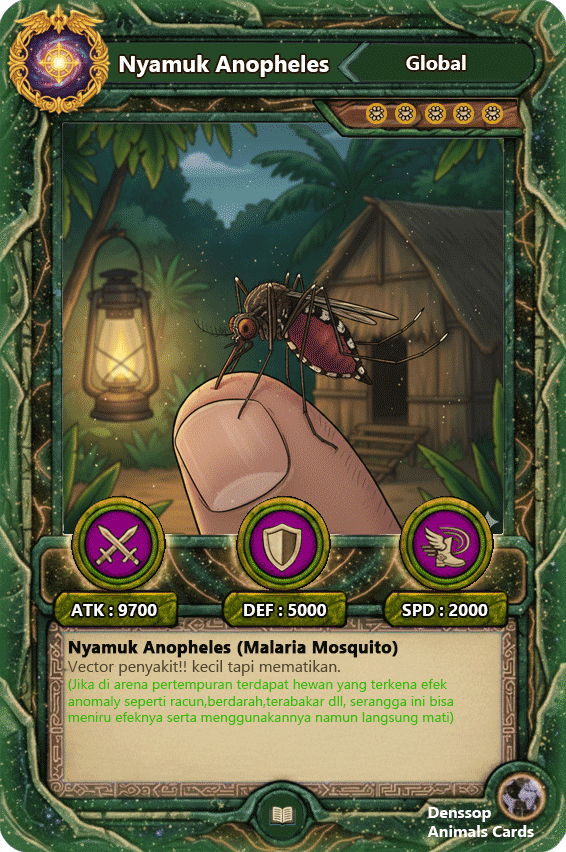 Nyamuk Anopheles
Global
ATK : 9700
DEF : 5000
SPD : 2000
Nyamuk Anopheles (Malaria Mosquito)
Vector penyakit!! kecil tapi mematikan.
(Jika di arena pertempuran terdapat hewan yang terkena efek
anomaly seperti racun,berdarah,terabakar dll, serangga ini bisa
meniru efeknya serta menggunakannya namun langsung mati)
Denssop
Animals Cards